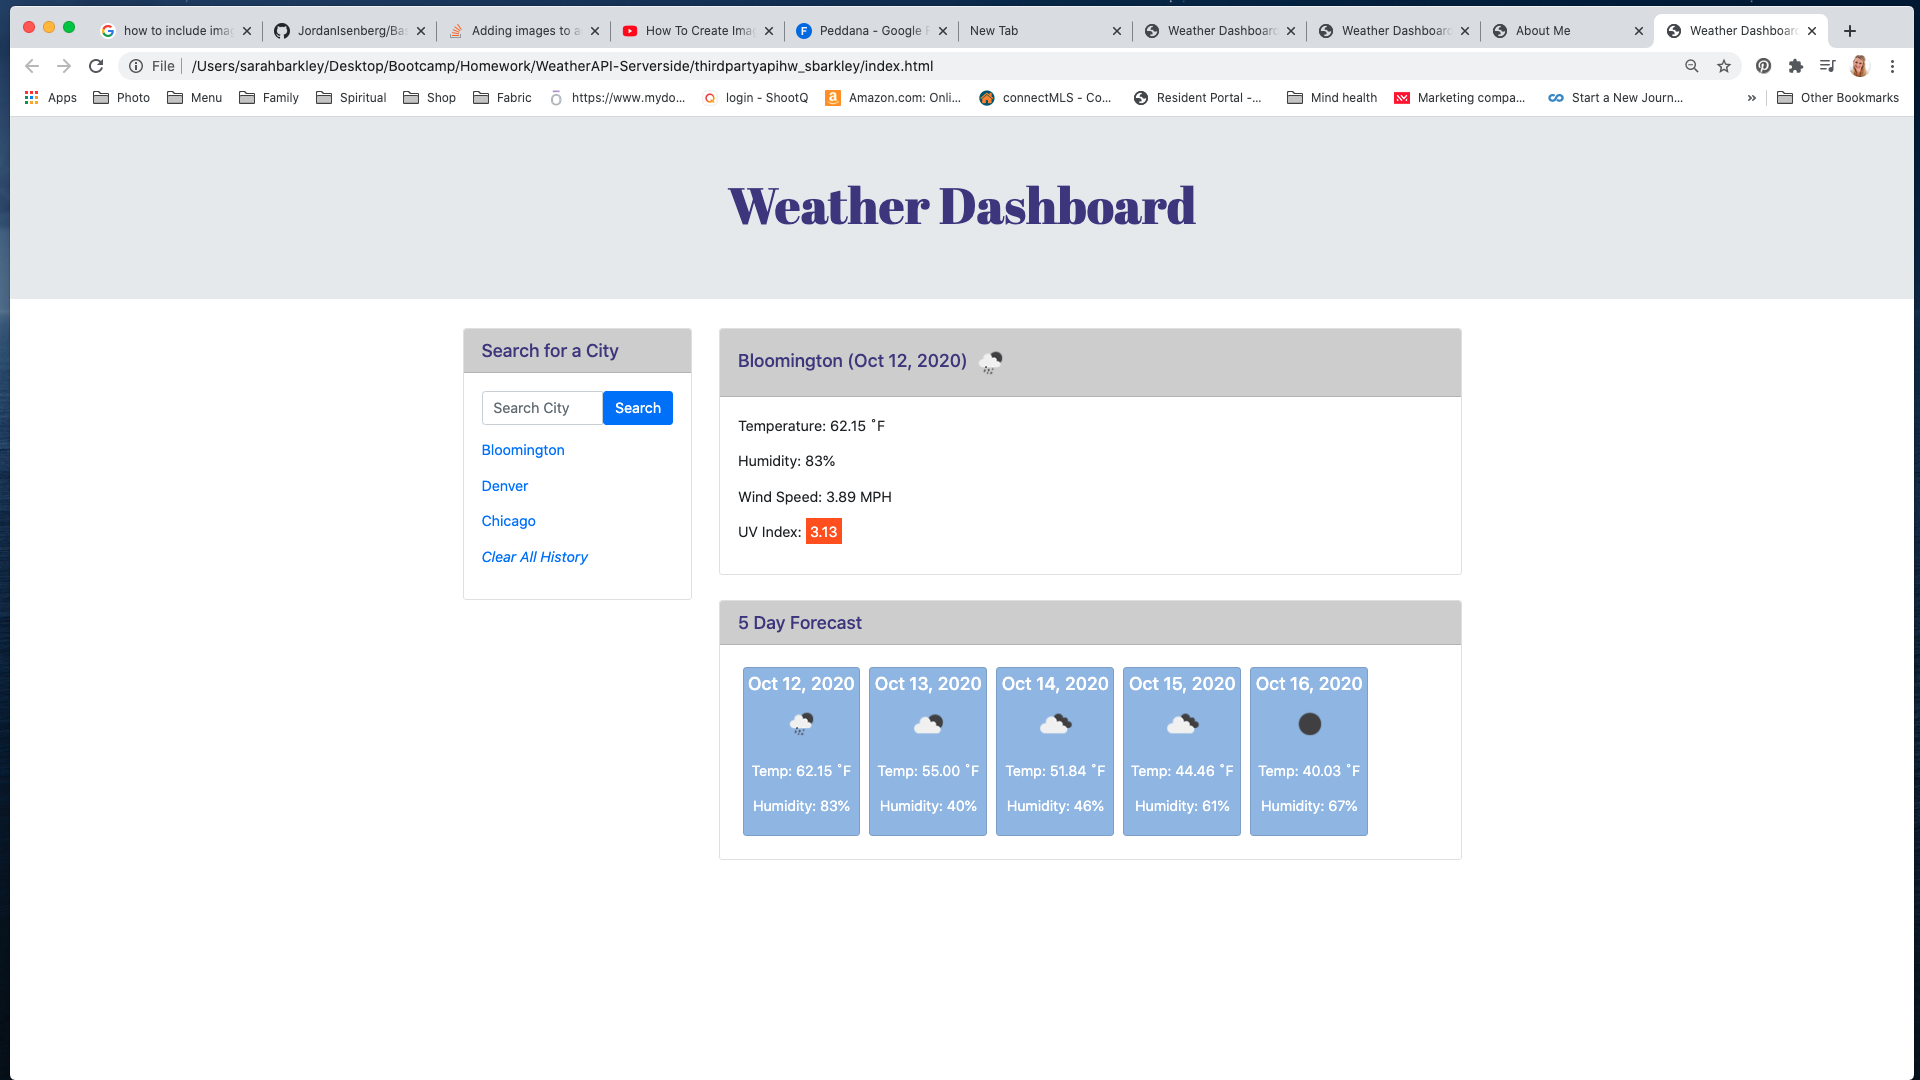 how to include ima
JordanIsenberg/Ba
Adding images to a
How To Create Ima
Peddana - Google F
New Tab
Weather Dashboard
Weather Dashboard
About Me
Weather Dashboard
File
/Users/sarahbarkley/Desktop/Bootcamp/Homework/WeatherAPI-Serverside/thirdpartyapihw_sbarkley/index.html
Apps
Photo
Menu
Family
Spiritual
Shop
Fabric
https://www.mydo...
login - ShootQ
Amazon.com: Onli...
connectMLS - Co...
Resident Portal -...
Mind health
Marketing compa...
Start a New Journ...
»
Other Bookmarks
Weather Dashboard
Search for a City
Search City
Search
Bloomington
Denver
Chicago
Clear All History
Bloomington (Oct 12, 2020)
Temperature: 62.15 ˚F
Humidity: 83%
Wind Speed: 3.89 MPH
UV Index: 3.13
5 Day Forecast
Oct 12, 2020
Temp: 62.15 ˚F
Humidity: 83%
Oct 13, 2020
Temp: 55.00 ˚F
Humidity: 40%
Oct 14, 2020
Temp: 51.84 ˚F
Humidity: 46%
Oct 15, 2020
Temp: 44.46 ˚F
Humidity: 61%
Oct 16, 2020
Temp: 40.03 ˚F
Humidity: 67%